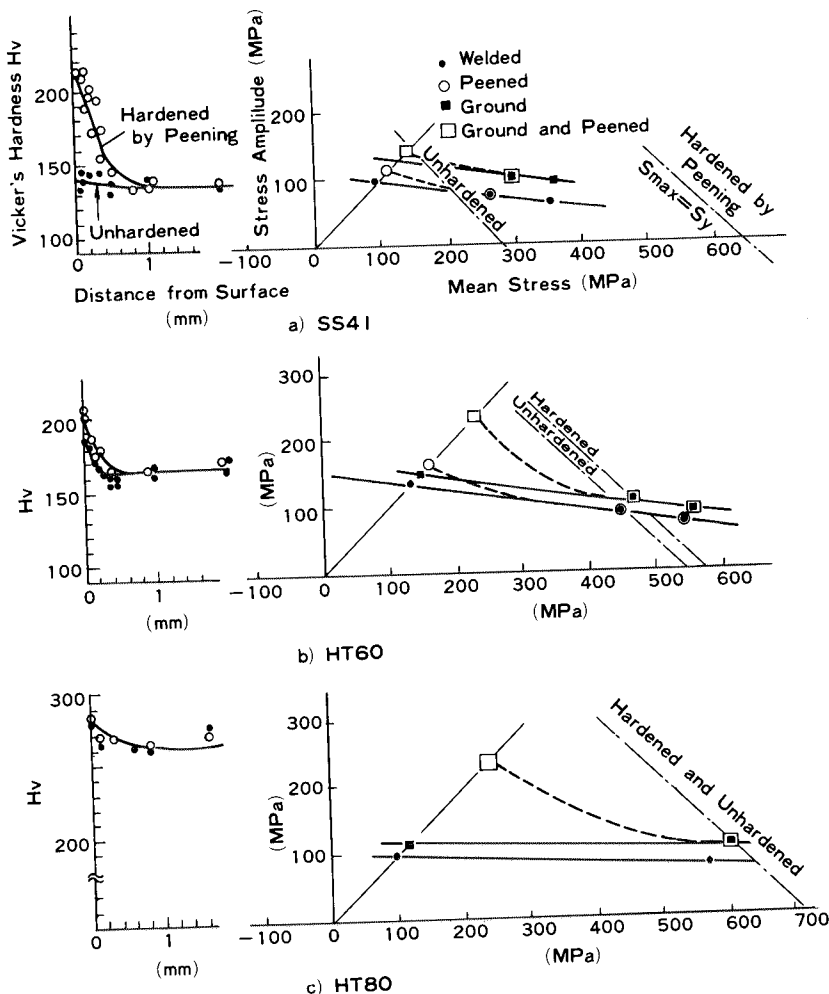 Vicker's Hardness Hv
200
150
100
0
1
Hardened
by Peening
Unhardened
Distance from Surface
(mm)
Stress Amplilude (MPa)
200
100
Welded
Peened
Ground
Ground and Peened
Unhardened
Hardened by
Peening
Smax=Sy
-100
0
100
200
300
400
500
600
Mean Stress (MPa)
a) SS41
Hv
200
150
100
0
1
(mm)
(MPa)
300
200
100
Hardened
Unhardened
-100
0
100
200
300
400
500
600
(MPa)
b) HT60
Hv
300
200
0
1
(mm)
(MPa)
300
200
100
Hardened and Unhardened
-100
0
100
200
300
400
500
600
700
(MPa)
c) HT80